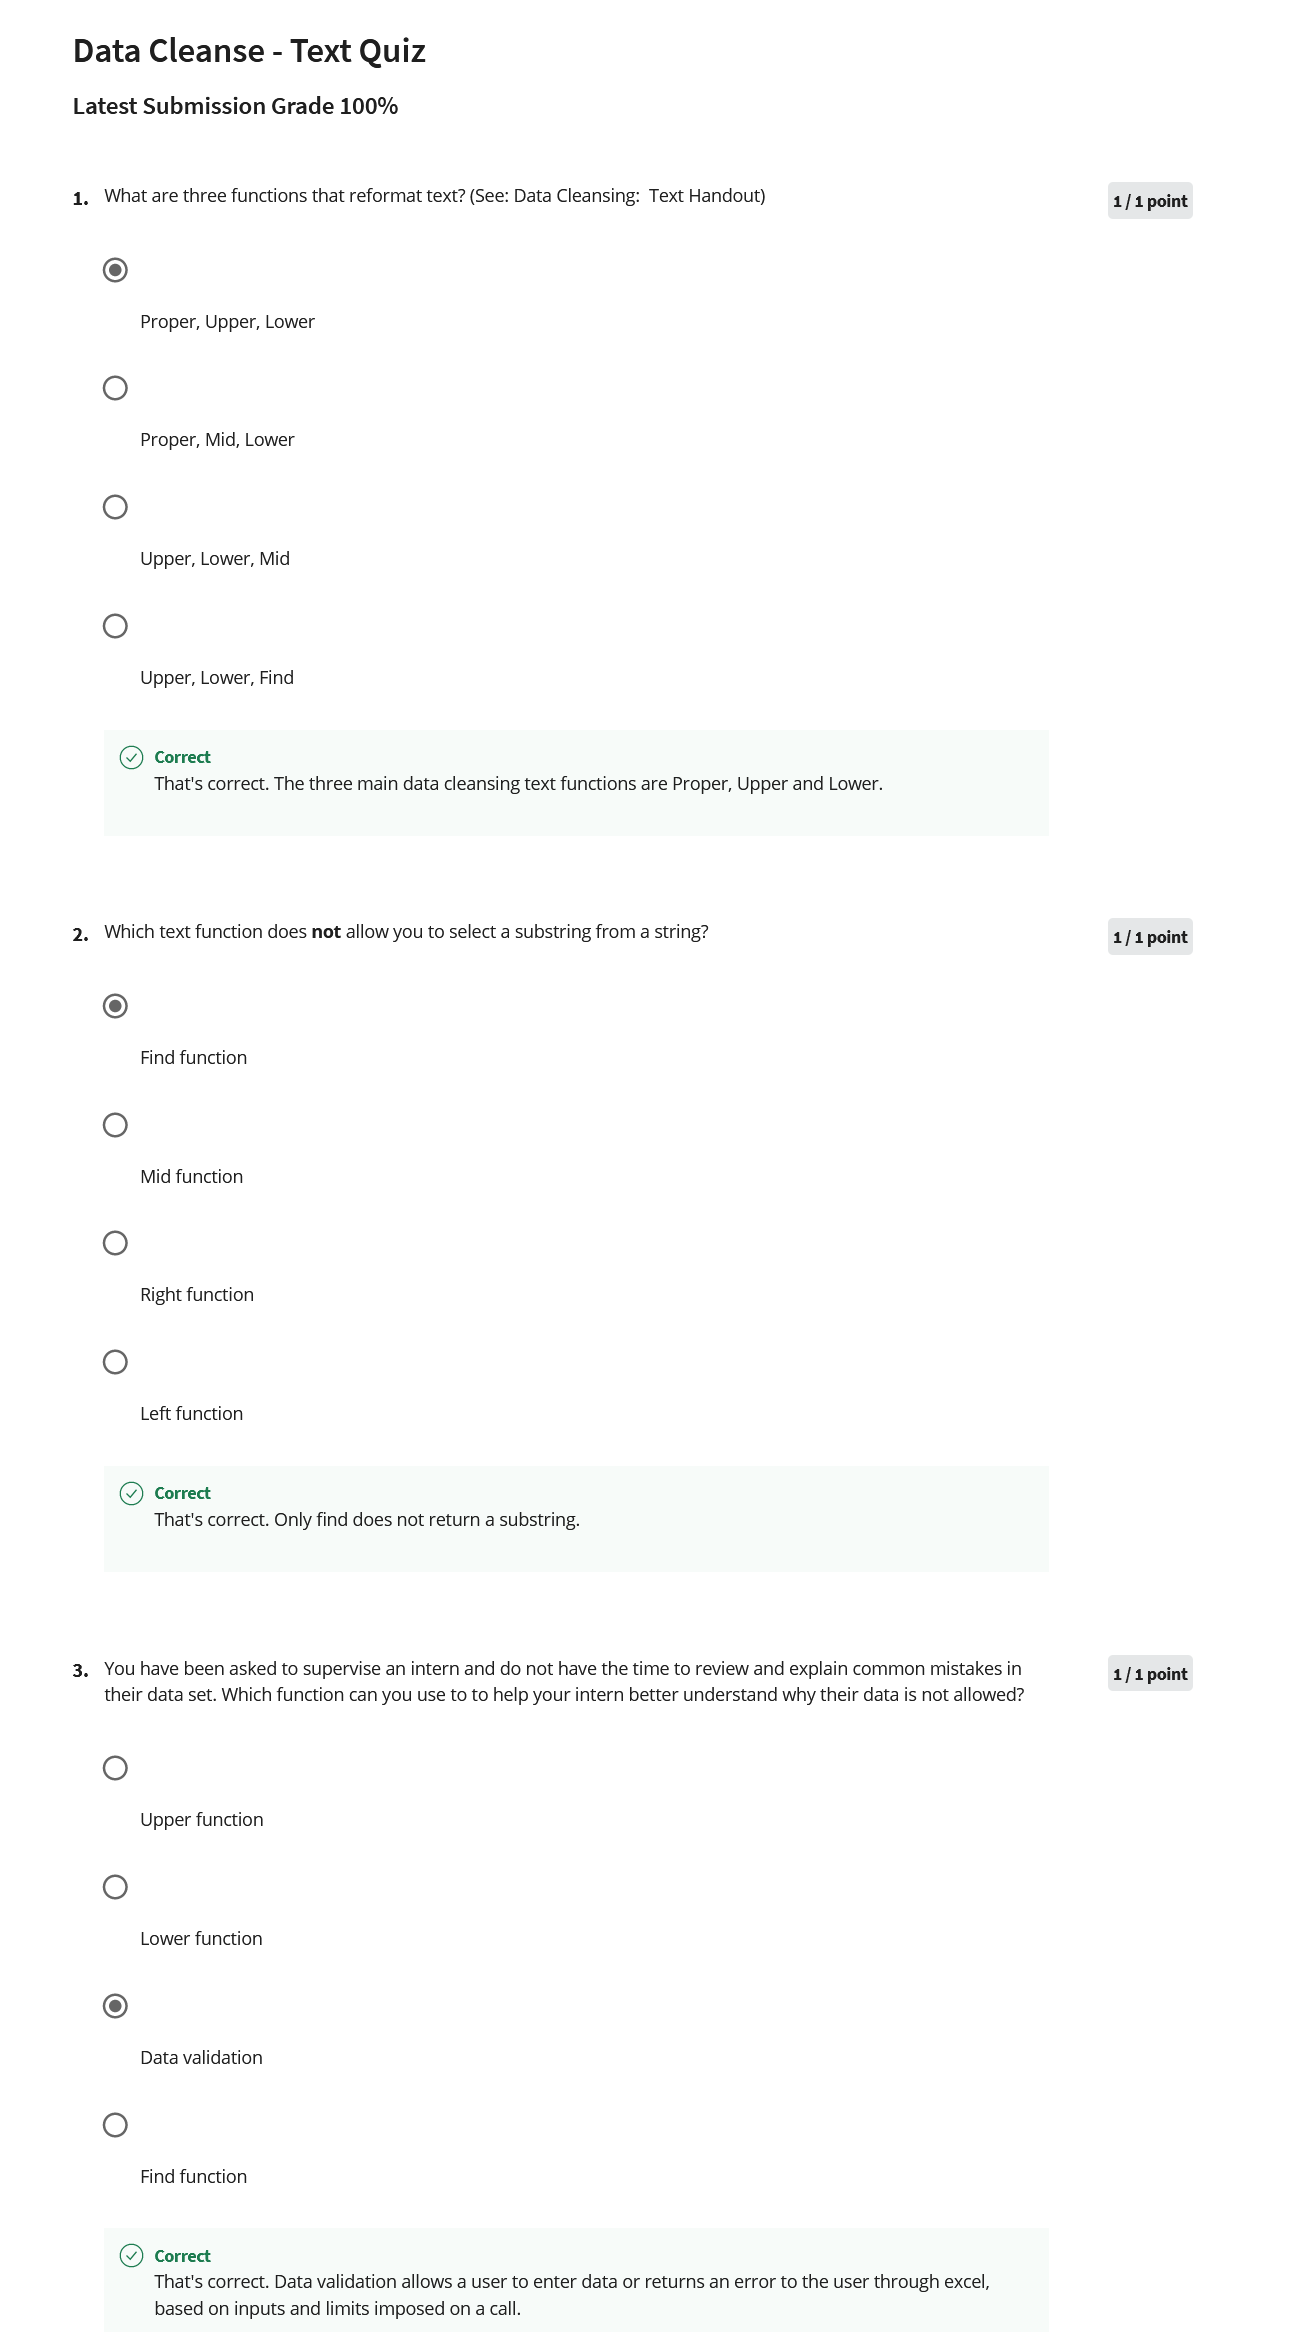 Data Cleanse - Text Quiz
Latest Submission Grade 100%
1. What are three functions that reformat text? (See: Data Cleansing:  Text Handout)
1 / 1 point
Proper, Upper, Lower
Proper, Mid, Lower
Upper, Lower, Mid
Upper, Lower, Find
Correct
That's correct. The three main data cleansing text functions are Proper, Upper and Lower.
2. Which text function does not allow you to select a substring from a string?
1 / 1 point
Find function
Mid function
Right function
Left function
Correct
That's correct. Only find does not return a substring.
3. You have been asked to supervise an intern and do not have the time to review and explain common mistakes in
their data set. Which function can you use to to help your intern better understand why their data is not allowed?
1 / 1 point
Upper function
Lower function
Data validation
Find function
Correct
That's correct. Data validation allows a user to enter data or returns an error to the user through excel,
based on inputs and limits imposed on a call.